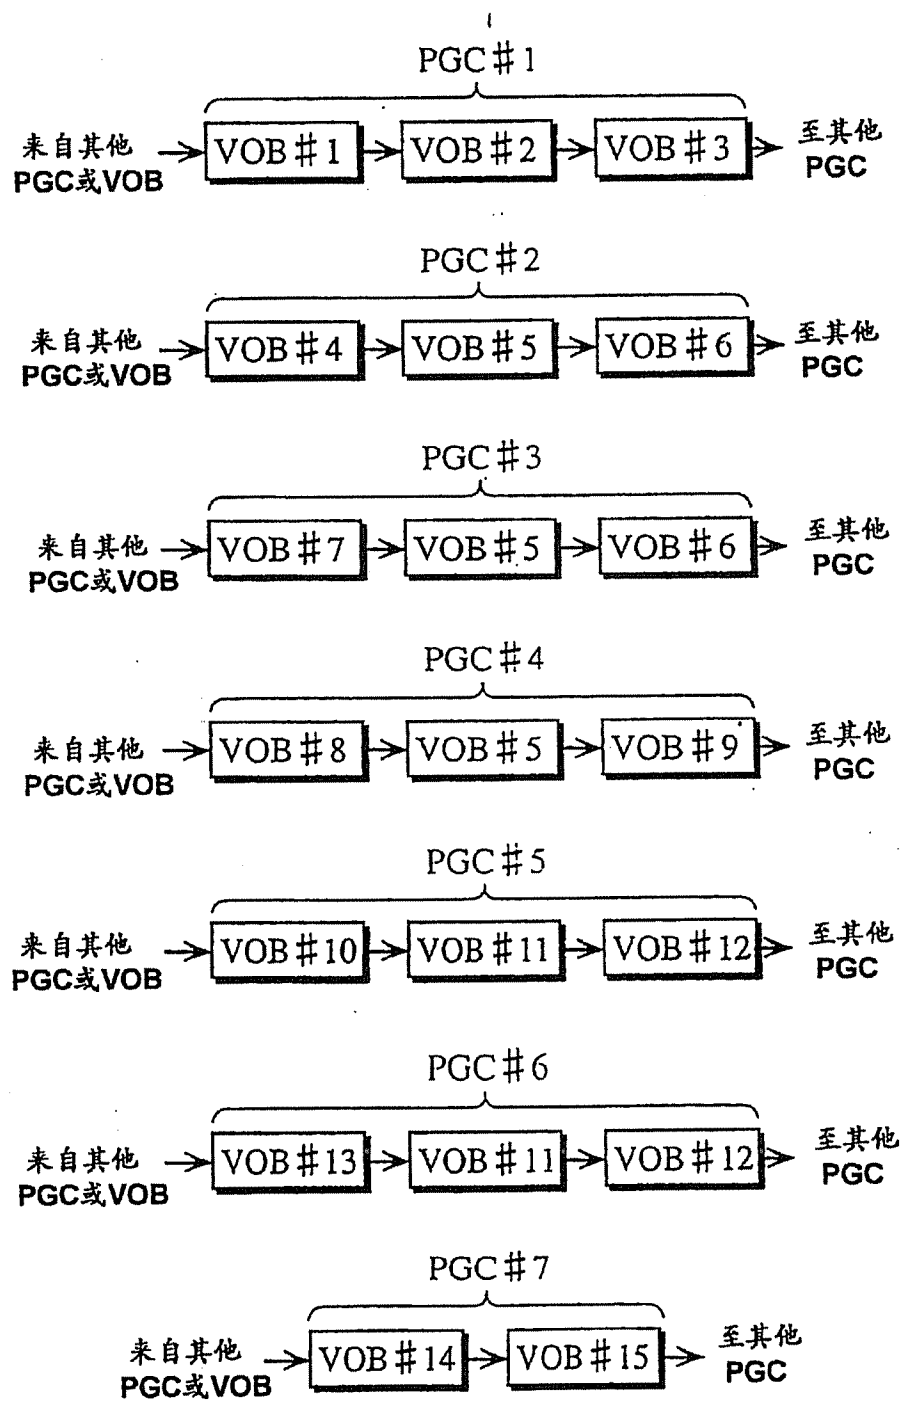 PGC#1
来自其他
PGC或VOB
VOB#1
VOB#2
VOB#3
至其他
PGC
PGC#2
来自其他
PGC或VOB
VOB#4
VOB#5
VOB#6
至其他
PGC
PGC#3
来自其他
PGC或VOB
VOB#7
VOB#5
VOB#6
至其他
PGC
PGC#4
来自其他
PGC或VOB
VOB#8
VOB#5
VOB#9
至其他
PGC
PGC#5
来自其他
PGC或VOB
VOB#10
VOB#11
VOB#12
至其他
PGC
PGC#6
来自其他
PGC或VOB
VOB#13
VOB#11
VOB#12
至其他
PGC
PGC#7
来自其他
PGC或VOB
VOB#14
VOB#15
至其他
PGC